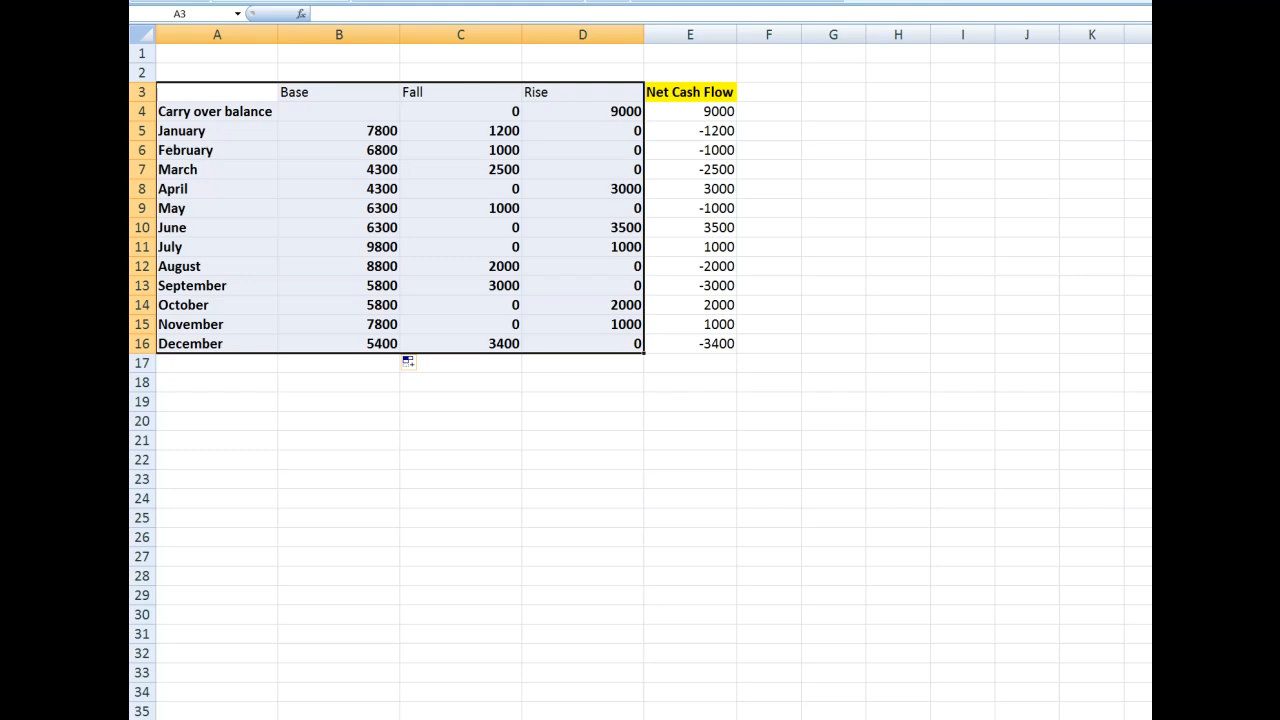 A3 fx
A B C D E F G H I J K
1
2
3 Base Fall Rise Net Cash Flow
4 Carry over balance 0 9000 9000
5 January 7800 1200 0 -1200
6 February 6800 1000 0 -1000
7 March 4300 2500 0 -2500
8 April 4300 0 3000 3000
9 May 6300 1000 0 -1000
10 June 6300 0 3500 3500
11 July 9800 0 1000 1000
12 August 8800 2000 0 -2000
13 September 5800 3000 0 -3000
14 October 5800 0 2000 2000
15 November 7800 0 1000 1000
16 December 5400 3400 0 -3400
17
18
19
20
21
22
23
24
25
26
27
28
29
30
31
32
33
34
35